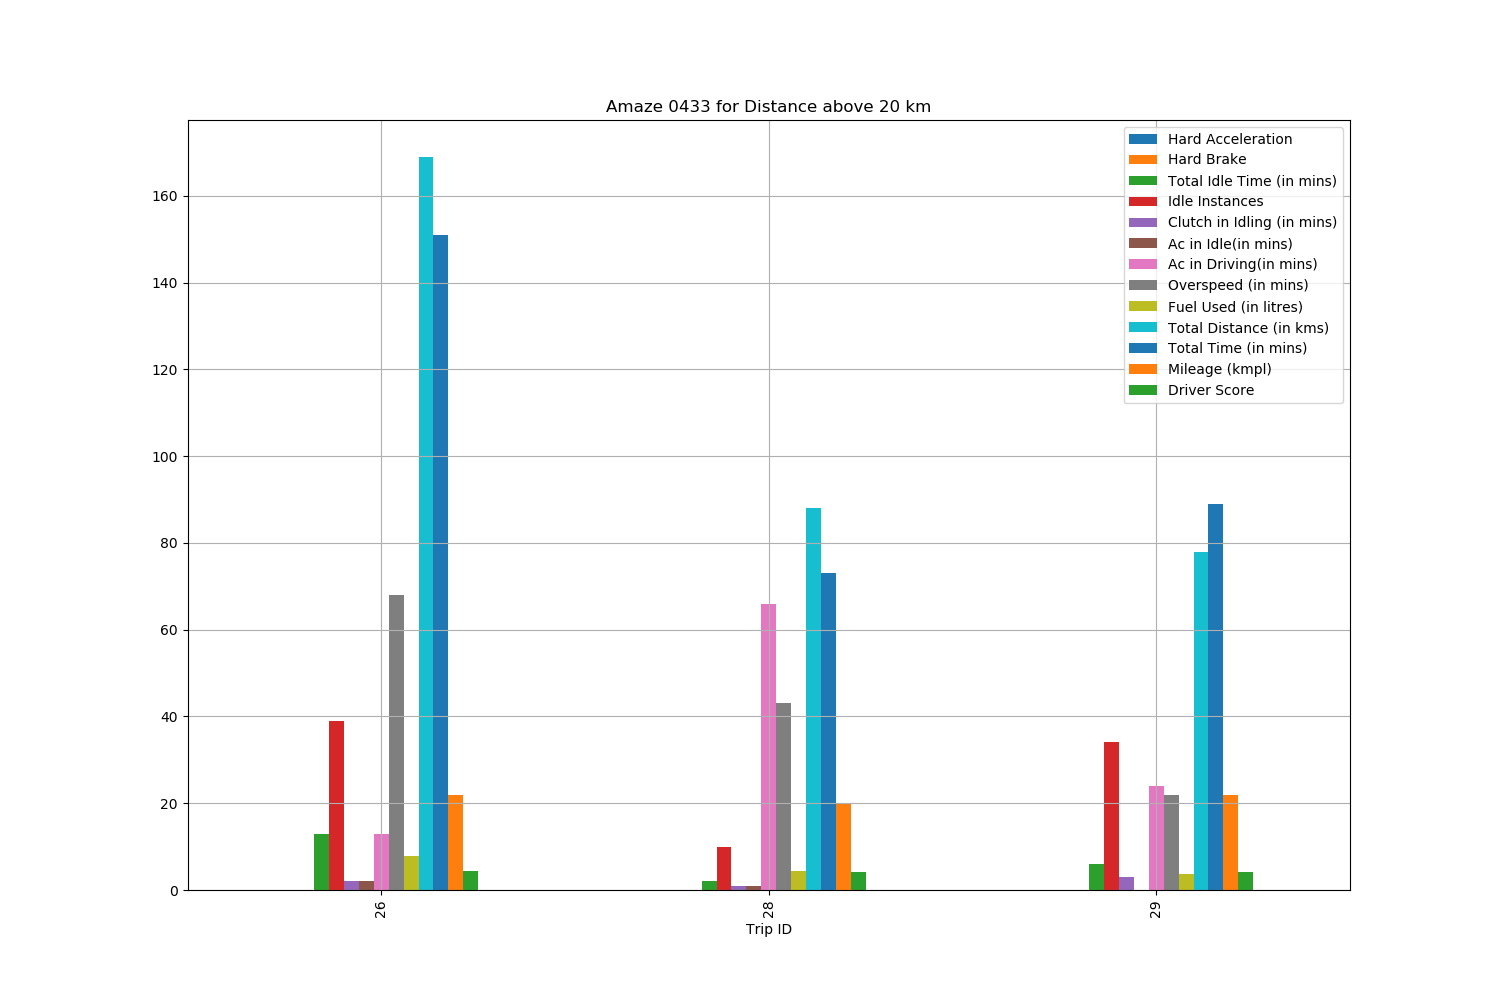 Amaze 0433 for Distance above 20 km
Hard Acceleration
Hard Brake
Total Idle Time (in mins)
Idle Instances
Clutch in Idling (in mins)
Ac in Idle(in mins)
Ac in Driving(in mins)
Overspeed (in mins)
Fuel Used (in litres)
Total Distance (in kms)
Total Time (in mins)
Mileage (kmpl)
Driver Score
160
140
120
100
80
60
40
20
0
26
28
29
Trip ID